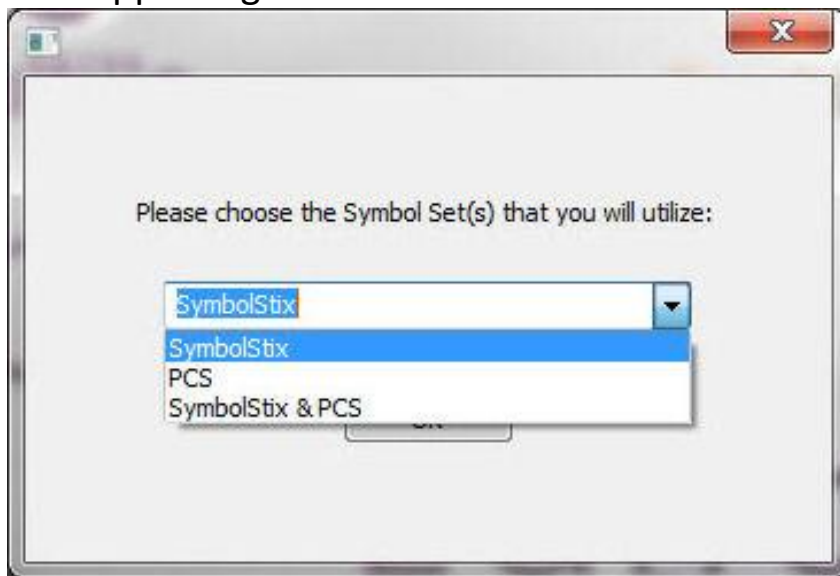 Please choose the Symbol Set(s) that you will utilize:
SymbolStix
SymbolStix
PCS
SymbolStix & PCS